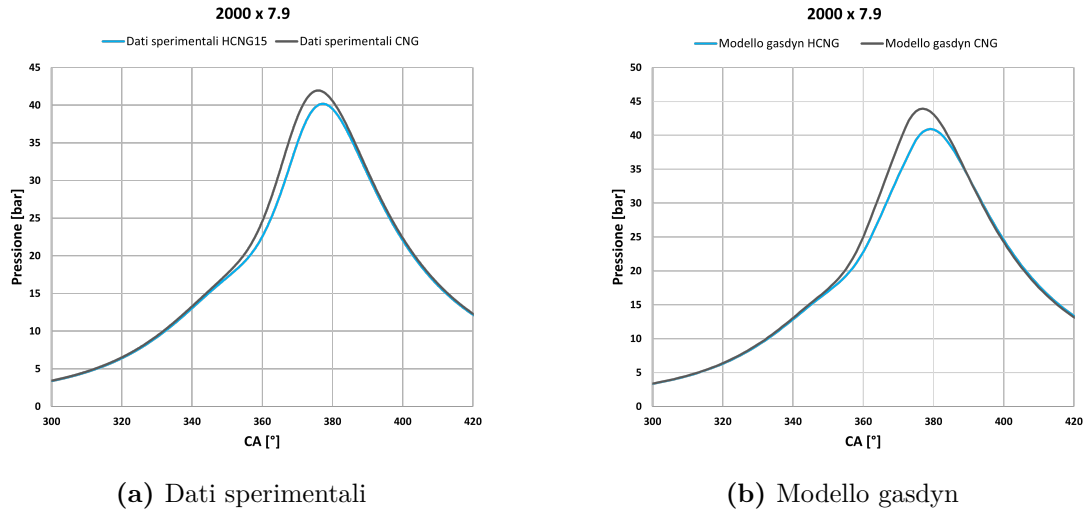 2000 x 7.9
Dati sperimentali HCNG15 Dati sperimentali CNG
Pressione [bar]
45
40
35
30
25
20
15
10
5
0
300 320 340 360 380 400 420
CA [°]
(a) Dati sperimentali
2000 x 7.9
Modello gasdyn HCNG Modello gasdyn CNG
Pressione [bar]
50
45
40
35
30
25
20
15
10
5
0
300 320 340 360 380 400 420
CA [°]
(b) Modello gasdyn